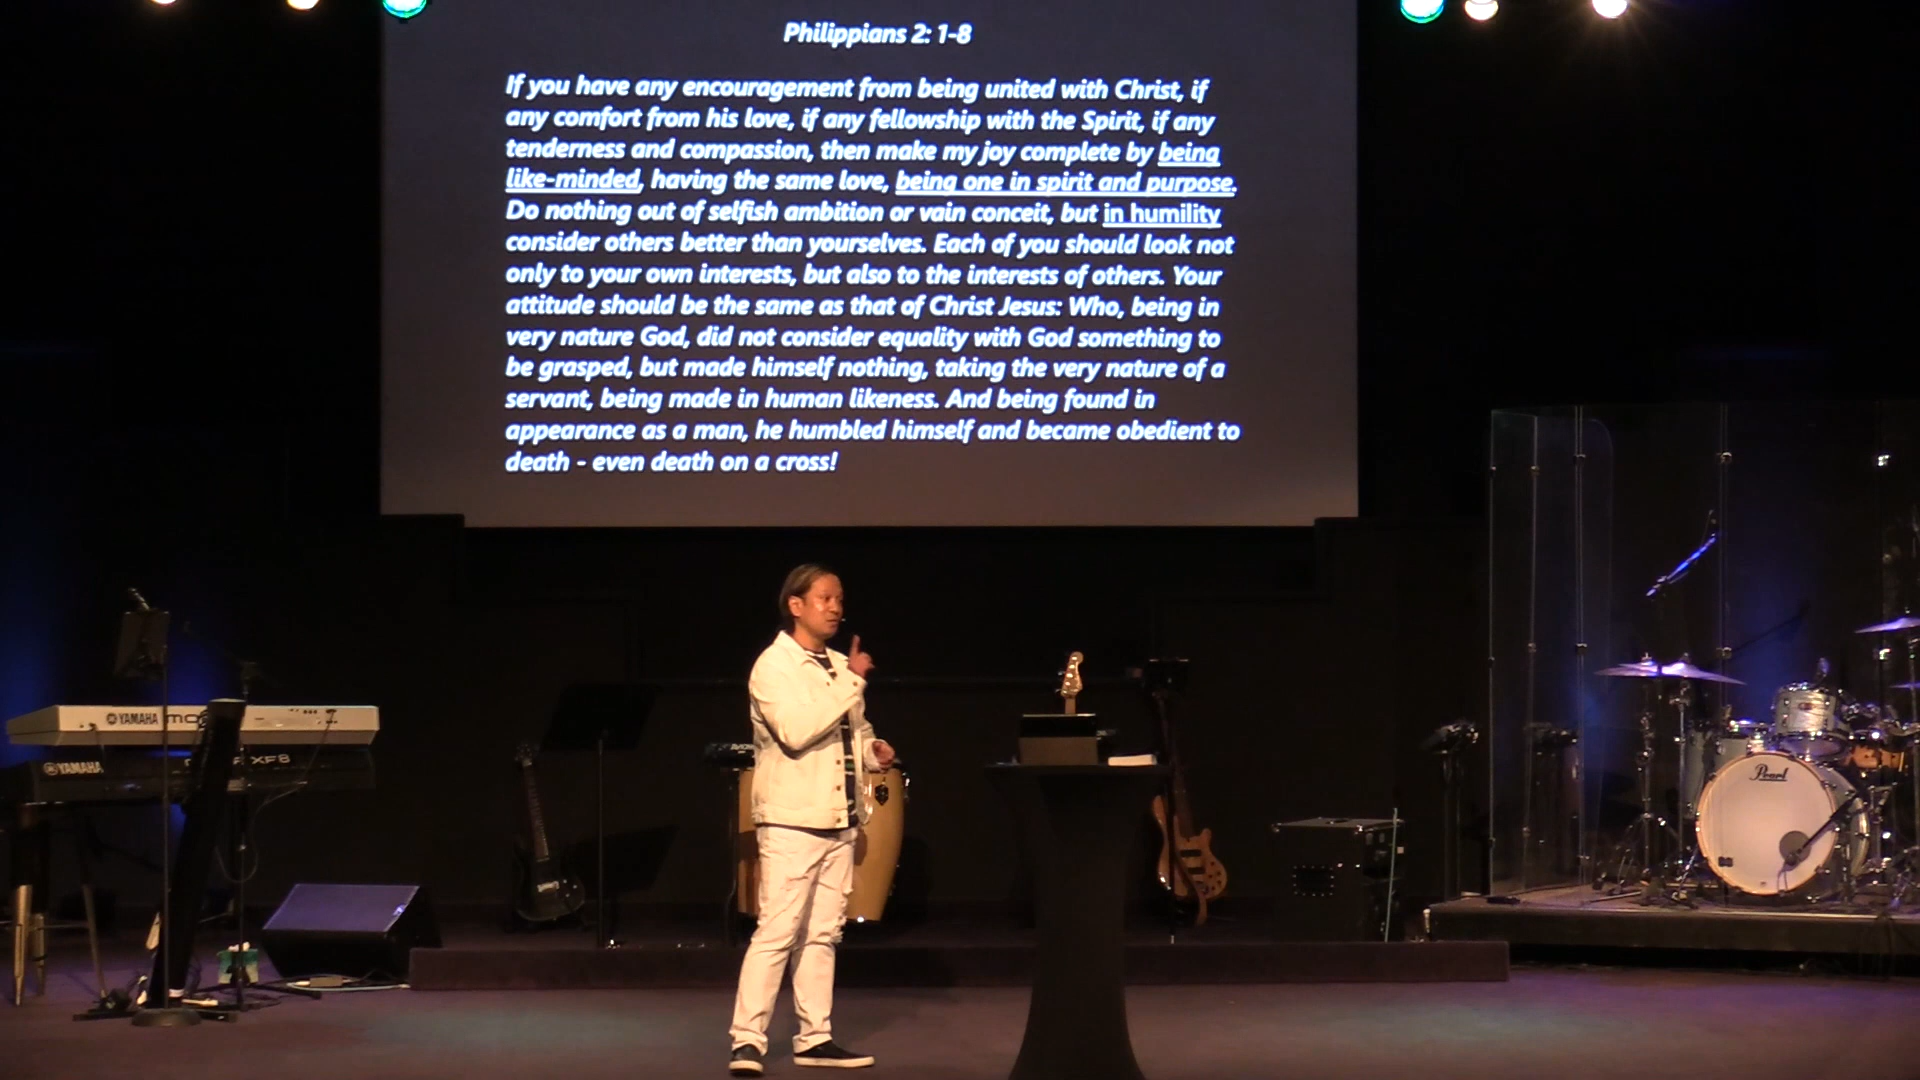 Philippians 2: 1-8
If you have any encouragement from being united with Christ, if
any comfort from his love, if any fellowship with the Spirit, if any
tenderness and compassion, then make my joy complete by being
like-minded, having the same love, being one in spirit and purpose.
Do nothing out of selfish ambition or vain conceit, but in humility
consider others better than yourselves. Each of you should look not
only to your own interests, but also to the interests of others. Your
attitude should be the same as that of Christ Jesus: Who, being in
very nature God, did not consider equality with God something to
be grasped, but made himself nothing, taking the very nature of a
servant, being made in human likeness. And being found in
appearance as a man, he humbled himself and became obedient to
death - even death on a cross!
YAMAHA
YAMAHA
XF8
Pearl